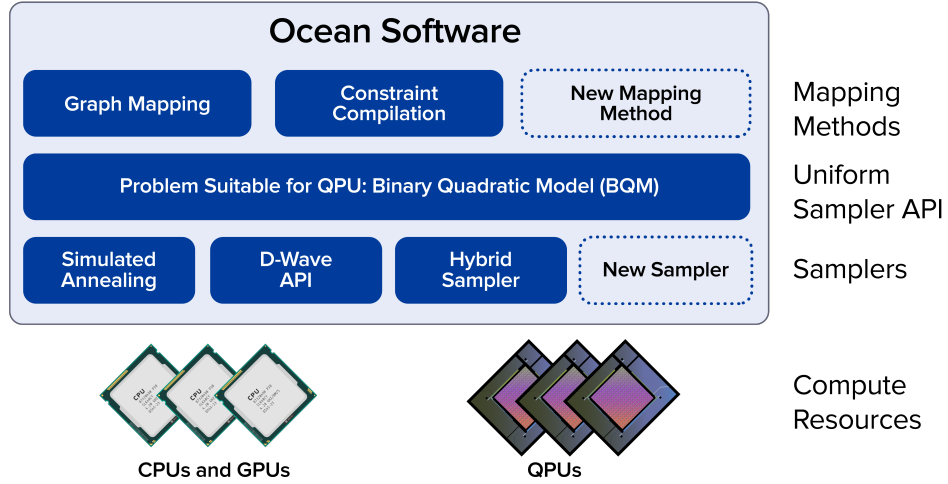 Ocean Software
Graph Mapping
Constraint
Compilation
New Mapping
Method
Mapping
Methods
Problem Suitable for QPU: Binary Quadratic Model (BQM)
Uniform
Sampler API
Simulated
Annealing
D-Wave
API
Hybrid
Sampler
New Sampler
Samplers
CPU
CPU
CPU
Compute
Resources
CPUs and GPUs
QPUs